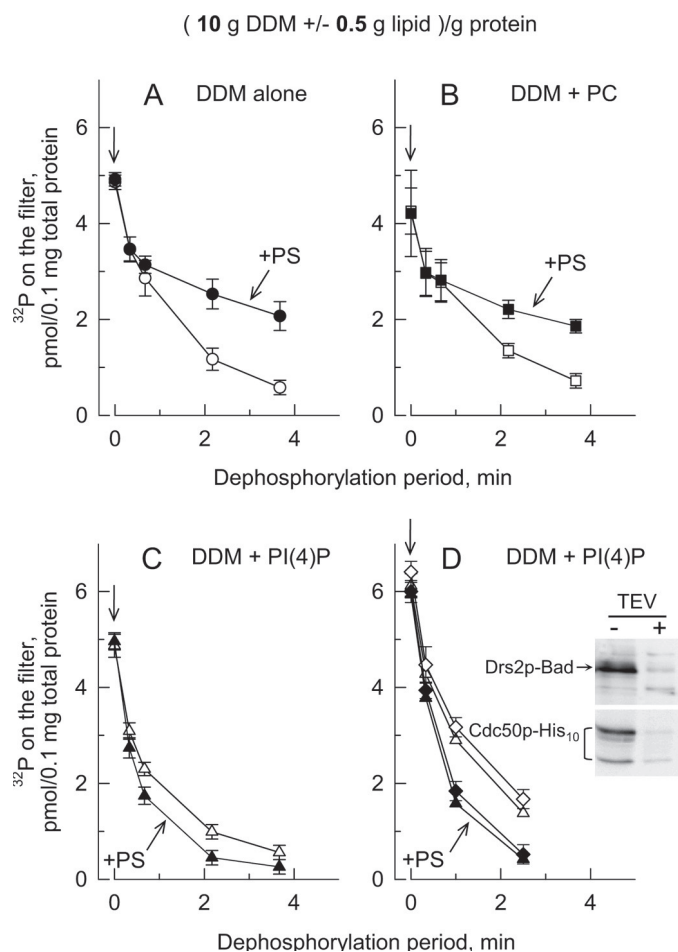 ( 10 g DDM +/- 0.5 g lipid )/g protein
A DDM alone
B DDM + PC
6
4
2
0
+PS
+PS
0 2 4
0 2 4
³²P on the filter,
pmol/0.1 mg total protein
Dephosphorylation period, min
C DDM + PI(4)P
D DDM + PI(4)P
6
4
2
0
TEV
- +
Drs2p-Bad
Cdc50p-His₁₀
+PS
+PS
0 2 4
0 2 4
³²P on the filter,
pmol/0.1 mg total protein
Dephosphorylation period, min